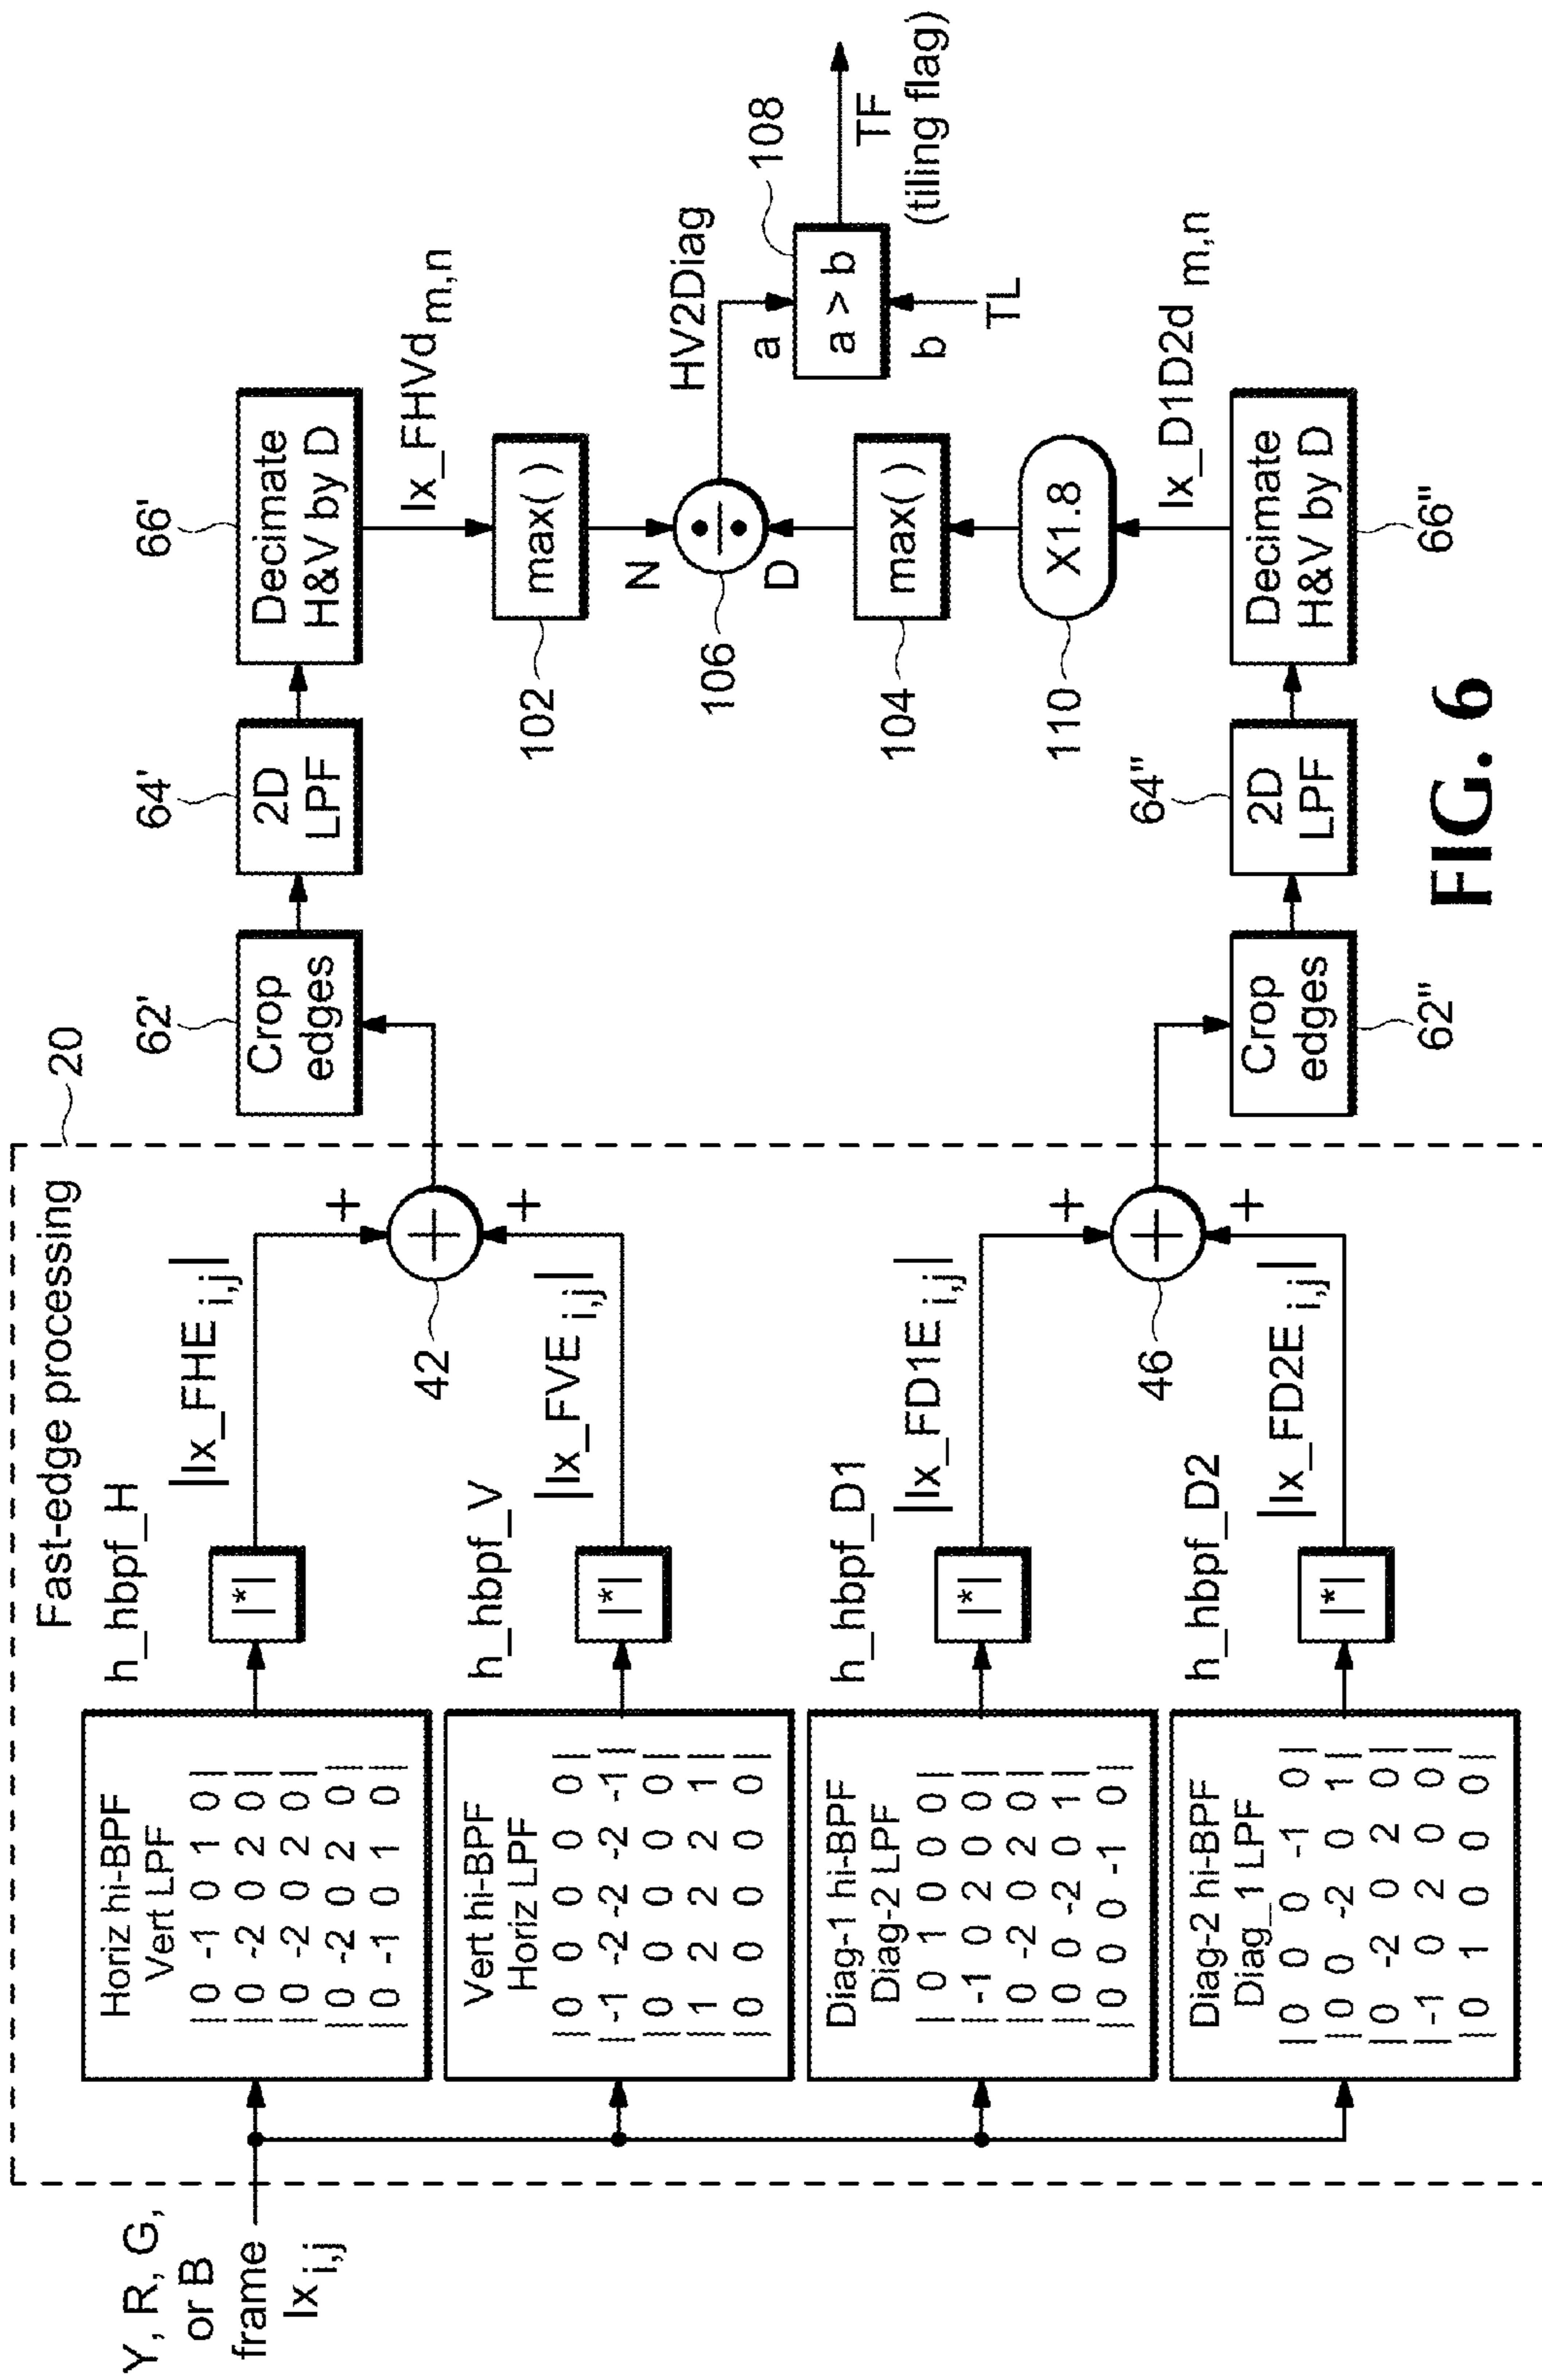 Y, R, G,
or B
frame
Ix i,j
Fast-edge processing
20
Horiz hi-BPF
Vert LPF
|0 -1 0 1 0|
|0 -2 0 2 0|
|0 -2 0 2 0|
|0 -2 0 2 0|
|0 -1 0 1 0|
h_hbpf_H
|*|
|Ix_FHE i,j|
Vert hi-BPF
Horiz LPF
|0 0 0 0 0|
|-1 -2 -2 -2 -1|
|0 0 0 0 0|
|1 2 2 2 1|
|0 0 0 0 0|
h_hbpf_V
|*|
|Ix_FVE i,j|
+
+
+
42
Diag-1 hi-BPF
Diag-2 LPF
|0 1 0 0 0|
|-1 0 2 0 0|
|0 -2 0 2 0|
|0 0 -2 0 1|
|0 0 0 -1 0|
h_hbpf_D1
|*|
|Ix_FD1E i,j|
Diag-2 hi-BPF
Diag_1 LPF
|0 0 0 -1 0|
|0 0 -2 0 1|
|0 -2 0 2 0|
|-1 0 2 0 0|
|0 1 0 0 0|
h_hbpf_D2
|*|
|Ix_FD2E i,j|
+
+
+
46
62'
Crop
edges
64'
2D
LPF
66'
Decimate
H&V by D
Ix_FHVd m,n
102
max( )
N
106
÷
D
HV2Diag
104
max( )
110
X1.8
a
a > b
b
108
TL
TF
(tiling flag)
Ix_D1D2d m,n
Crop
edges
62"
64"
2D
LPF
Decimate
H&V by D
66"
FIG. 6